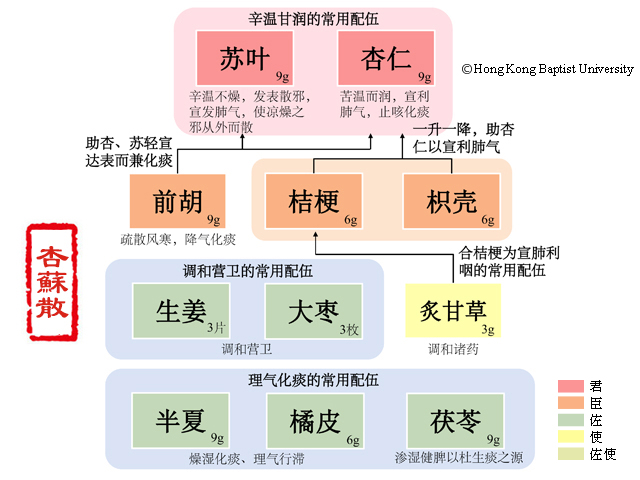 辛温甘润的常用配伍
苏叶
9g
杏仁
9g
©Hong Kong Baptist University
辛温不燥，发表散邪，
宣发肺气，使凉燥之
邪从外而散
苦温而润，宣利
肺气，止咳化痰
助杏、苏轻宣
达表而兼化痰
一升一降，助杏
仁以宣利肺气
前胡
9g
桔梗
6g
枳壳
6g
疏散风寒，降气化痰
杏蘇散
合桔梗为宣肺利
咽的常用配伍
调和营卫的常用配伍
生姜
3片
大枣
3枚
炙甘草
3g
调和营卫
调和诸药
理气化痰的常用配伍
半夏
9g
橘皮
6g
茯苓
9g
燥湿化痰、理气行滞
渗湿健脾以杜生痰之源
君
臣
佐
使
佐使